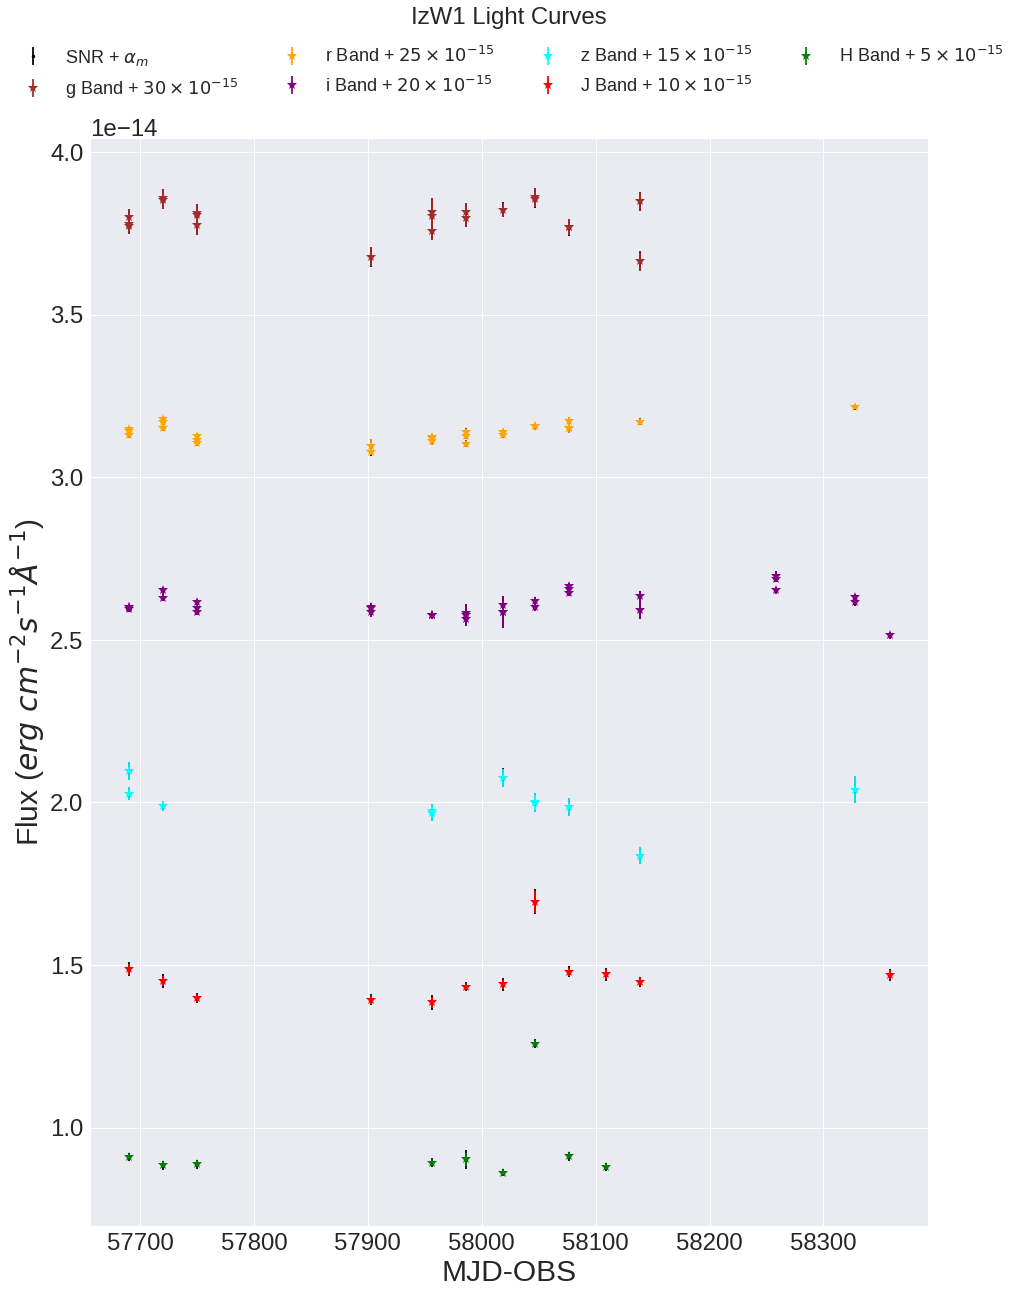 IzW1 Light Curves
SNR + αₘ
r Band + 25 × 10⁻¹⁵
z Band + 15 × 10⁻¹⁵
H Band + 5 × 10⁻¹⁵
g Band + 30 × 10⁻¹⁵
i Band + 20 × 10⁻¹⁵
J Band + 10 × 10⁻¹⁵
1e−14
4.0
3.5
3.0
2.5
2.0
1.5
1.0
Flux (erg cm⁻²s⁻¹Å⁻¹)
57700 57800 57900 58000 58100 58200 58300
MJD-OBS